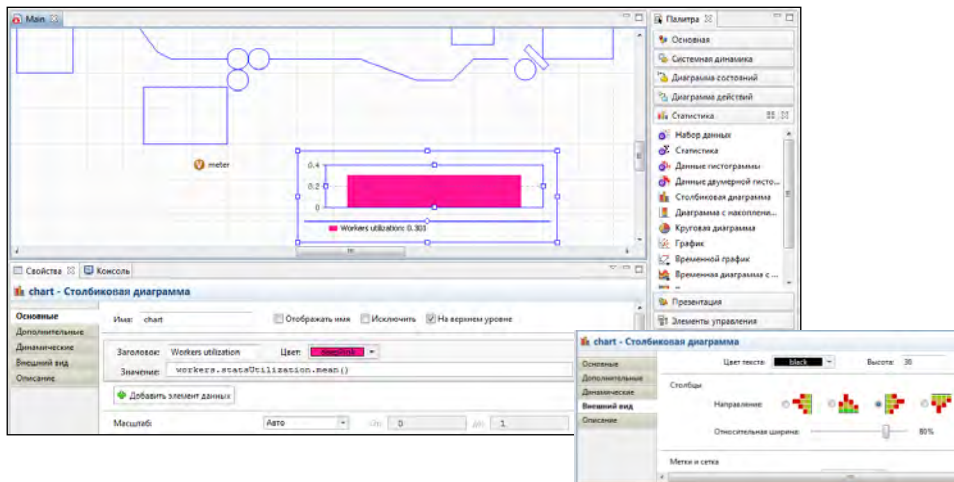 Main
meter
0.4
0.2
0
Workers utilization: 0.303
Палитра
Основная
Системная динамика
Диаграмма состояний
Диаграмма действий
Статистика
Набор данных
Статистика
Данные гистограммы
Данные двумерной гисто...
Столбиковая диаграмма
Диаграмма с накоплени...
Круговая диаграмма
График
Временной график
Временная диаграмма с ...
Презентация
Элементы управления
Свойства
Консоль
chart - Столбиковая диаграмма
Основные
Дополнительные
Динамические
Внешний вид
Описание
Имя: chart
Отображать имя
Исключить
На верхнем уровне
Заголовок: Workers utilization
Цвет: deepPink
Значение: workers.statsUtilization.mean()
Добавить элемент данных
Масштаб: Авто От: 0 До: 1
chart - Столбиковая диаграмма
Основные
Дополнительные
Динамические
Внешний вид
Описание
Цвет текста: black
Высота: 30
Столбцы
Направление:
Относительная ширина: 80%
Метки и сетка